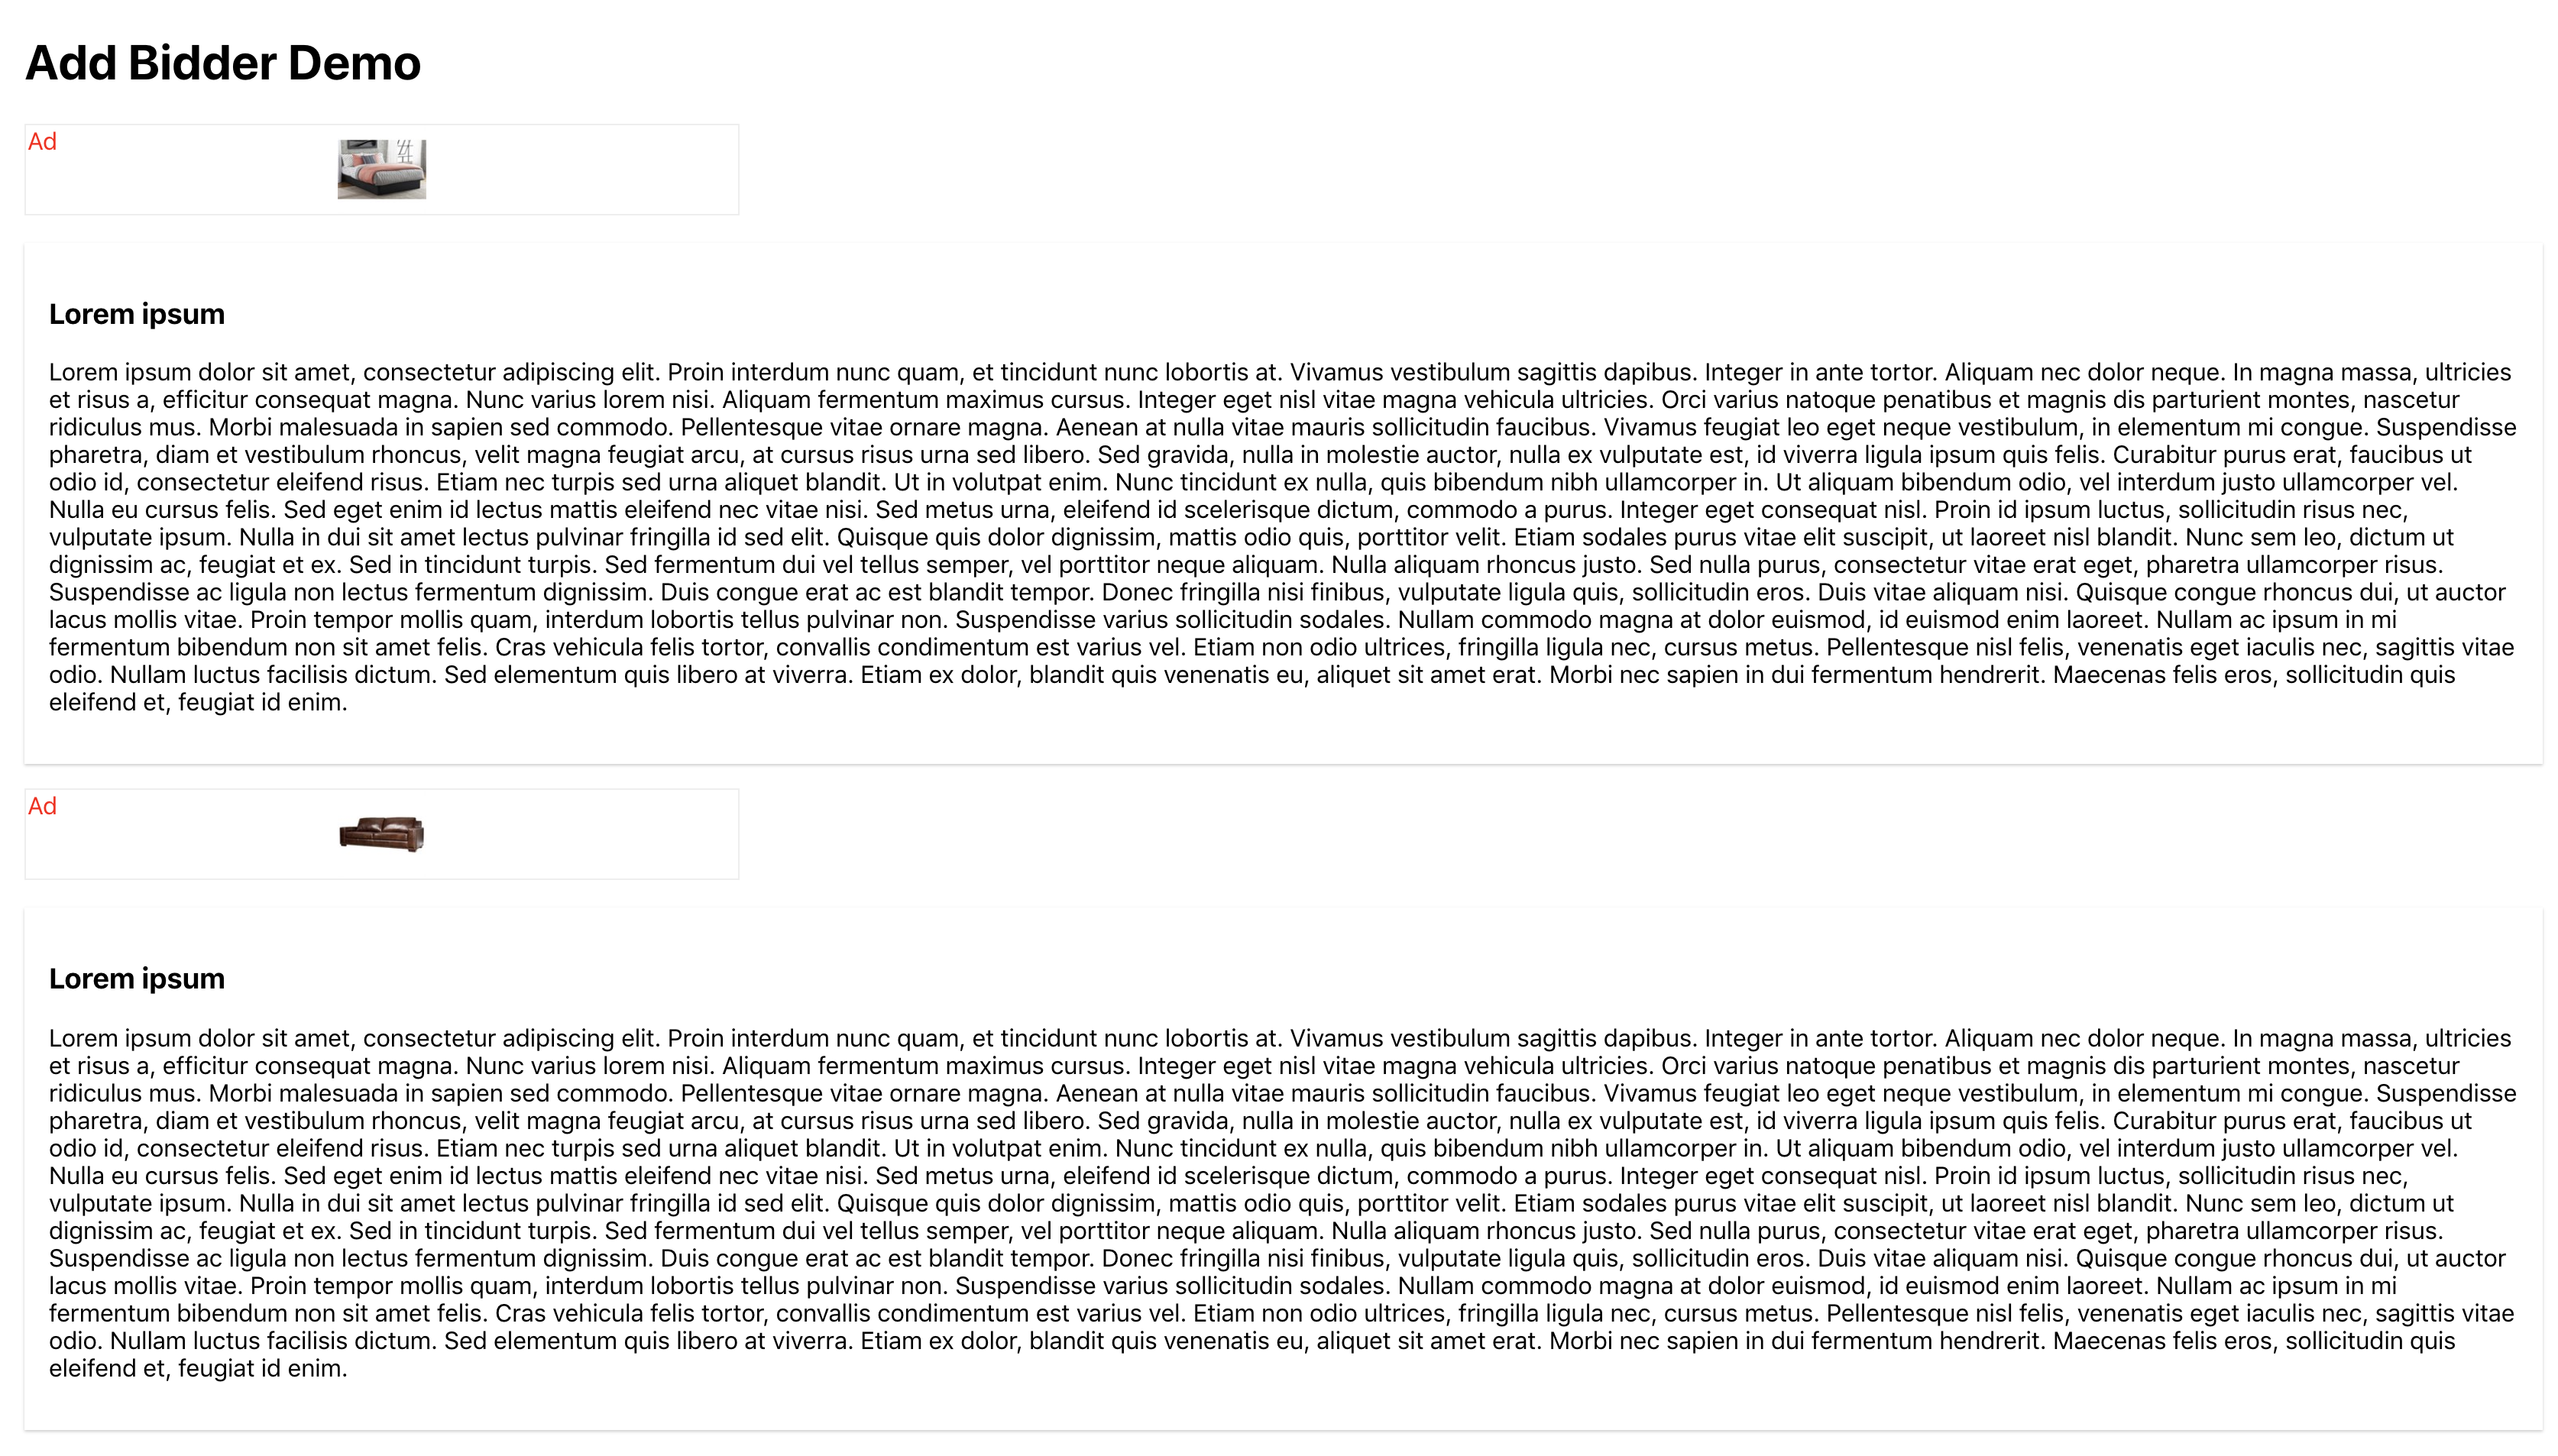 Add Bidder Demo
Ad
Lorem ipsum
Lorem ipsum dolor sit amet, consectetur adipiscing elit. Proin interdum nunc quam, et tincidunt nunc lobortis at. Vivamus vestibulum sagittis dapibus. Integer in ante tortor. Aliquam nec dolor neque. In magna massa, ultricies
et risus a, efficitur consequat magna. Nunc varius lorem nisi. Aliquam fermentum maximus cursus. Integer eget nisl vitae magna vehicula ultricies. Orci varius natoque penatibus et magnis dis parturient montes, nascetur
ridiculus mus. Morbi malesuada in sapien sed commodo. Pellentesque vitae ornare magna. Aenean at nulla vitae mauris sollicitudin faucibus. Vivamus feugiat leo eget neque vestibulum, in elementum mi congue. Suspendisse
pharetra, diam et vestibulum rhoncus, velit magna feugiat arcu, at cursus risus urna sed libero. Sed gravida, nulla in molestie auctor, nulla ex vulputate est, id viverra ligula ipsum quis felis. Curabitur purus erat, faucibus ut
odio id, consectetur eleifend risus. Etiam nec turpis sed urna aliquet blandit. Ut in volutpat enim. Nunc tincidunt ex nulla, quis bibendum nibh ullamcorper in. Ut aliquam bibendum odio, vel interdum justo ullamcorper vel.
Nulla eu cursus felis. Sed eget enim id lectus mattis eleifend nec vitae nisi. Sed metus urna, eleifend id scelerisque dictum, commodo a purus. Integer eget consequat nisl. Proin id ipsum luctus, sollicitudin risus nec,
vulputate ipsum. Nulla in dui sit amet lectus pulvinar fringilla id sed elit. Quisque quis dolor dignissim, mattis odio quis, porttitor velit. Etiam sodales purus vitae elit suscipit, ut laoreet nisl blandit. Nunc sem leo, dictum ut
dignissim ac, feugiat et ex. Sed in tincidunt turpis. Sed fermentum dui vel tellus semper, vel porttitor neque aliquam. Nulla aliquam rhoncus justo. Sed nulla purus, consectetur vitae erat eget, pharetra ullamcorper risus.
Suspendisse ac ligula non lectus fermentum dignissim. Duis congue erat ac est blandit tempor. Donec fringilla nisi finibus, vulputate ligula quis, sollicitudin eros. Duis vitae aliquam nisi. Quisque congue rhoncus dui, ut auctor
lacus mollis vitae. Proin tempor mollis quam, interdum lobortis tellus pulvinar non. Suspendisse varius sollicitudin sodales. Nullam commodo magna at dolor euismod, id euismod enim laoreet. Nullam ac ipsum in mi
fermentum bibendum non sit amet felis. Cras vehicula felis tortor, convallis condimentum est varius vel. Etiam non odio ultrices, fringilla ligula nec, cursus metus. Pellentesque nisl felis, venenatis eget iaculis nec, sagittis vitae
odio. Nullam luctus facilisis dictum. Sed elementum quis libero at viverra. Etiam ex dolor, blandit quis venenatis eu, aliquet sit amet erat. Morbi nec sapien in dui fermentum hendrerit. Maecenas felis eros, sollicitudin quis
eleifend et, feugiat id enim.
Ad
Lorem ipsum
Lorem ipsum dolor sit amet, consectetur adipiscing elit. Proin interdum nunc quam, et tincidunt nunc lobortis at. Vivamus vestibulum sagittis dapibus. Integer in ante tortor. Aliquam nec dolor neque. In magna massa, ultricies
et risus a, efficitur consequat magna. Nunc varius lorem nisi. Aliquam fermentum maximus cursus. Integer eget nisl vitae magna vehicula ultricies. Orci varius natoque penatibus et magnis dis parturient montes, nascetur
ridiculus mus. Morbi malesuada in sapien sed commodo. Pellentesque vitae ornare magna. Aenean at nulla vitae mauris sollicitudin faucibus. Vivamus feugiat leo eget neque vestibulum, in elementum mi congue. Suspendisse
pharetra, diam et vestibulum rhoncus, velit magna feugiat arcu, at cursus risus urna sed libero. Sed gravida, nulla in molestie auctor, nulla ex vulputate est, id viverra ligula ipsum quis felis. Curabitur purus erat, faucibus ut
odio id, consectetur eleifend risus. Etiam nec turpis sed urna aliquet blandit. Ut in volutpat enim. Nunc tincidunt ex nulla, quis bibendum nibh ullamcorper in. Ut aliquam bibendum odio, vel interdum justo ullamcorper vel.
Nulla eu cursus felis. Sed eget enim id lectus mattis eleifend nec vitae nisi. Sed metus urna, eleifend id scelerisque dictum, commodo a purus. Integer eget consequat nisl. Proin id ipsum luctus, sollicitudin risus nec,
vulputate ipsum. Nulla in dui sit amet lectus pulvinar fringilla id sed elit. Quisque quis dolor dignissim, mattis odio quis, porttitor velit. Etiam sodales purus vitae elit suscipit, ut laoreet nisl blandit. Nunc sem leo, dictum ut
dignissim ac, feugiat et ex. Sed in tincidunt turpis. Sed fermentum dui vel tellus semper, vel porttitor neque aliquam. Nulla aliquam rhoncus justo. Sed nulla purus, consectetur vitae erat eget, pharetra ullamcorper risus.
Suspendisse ac ligula non lectus fermentum dignissim. Duis congue erat ac est blandit tempor. Donec fringilla nisi finibus, vulputate ligula quis, sollicitudin eros. Duis vitae aliquam nisi. Quisque congue rhoncus dui, ut auctor
lacus mollis vitae. Proin tempor mollis quam, interdum lobortis tellus pulvinar non. Suspendisse varius sollicitudin sodales. Nullam commodo magna at dolor euismod, id euismod enim laoreet. Nullam ac ipsum in mi
fermentum bibendum non sit amet felis. Cras vehicula felis tortor, convallis condimentum est varius vel. Etiam non odio ultrices, fringilla ligula nec, cursus metus. Pellentesque nisl felis, venenatis eget iaculis nec, sagittis vitae
odio. Nullam luctus facilisis dictum. Sed elementum quis libero at viverra. Etiam ex dolor, blandit quis venenatis eu, aliquet sit amet erat. Morbi nec sapien in dui fermentum hendrerit. Maecenas felis eros, sollicitudin quis
eleifend et, feugiat id enim.